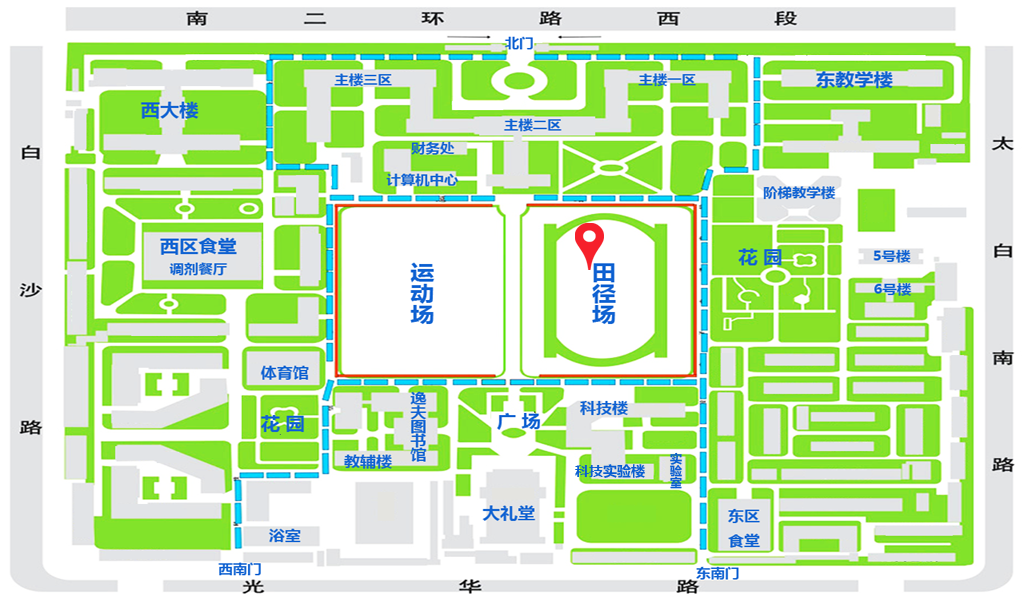 南二环路西段
北门
主楼三区
主楼一区
东教学楼
西大楼
主楼二区
财务处
计算机中心
白沙路
太白南路
阶梯教学楼
西区食堂
调剂餐厅
运动场
田径场
花园
5号楼
6号楼
体育馆
花园
逸夫图书馆
教辅楼
广场
科技楼
科技实验楼
实验室
大礼堂
浴室
东区
食堂
西南门
东南门
光华路